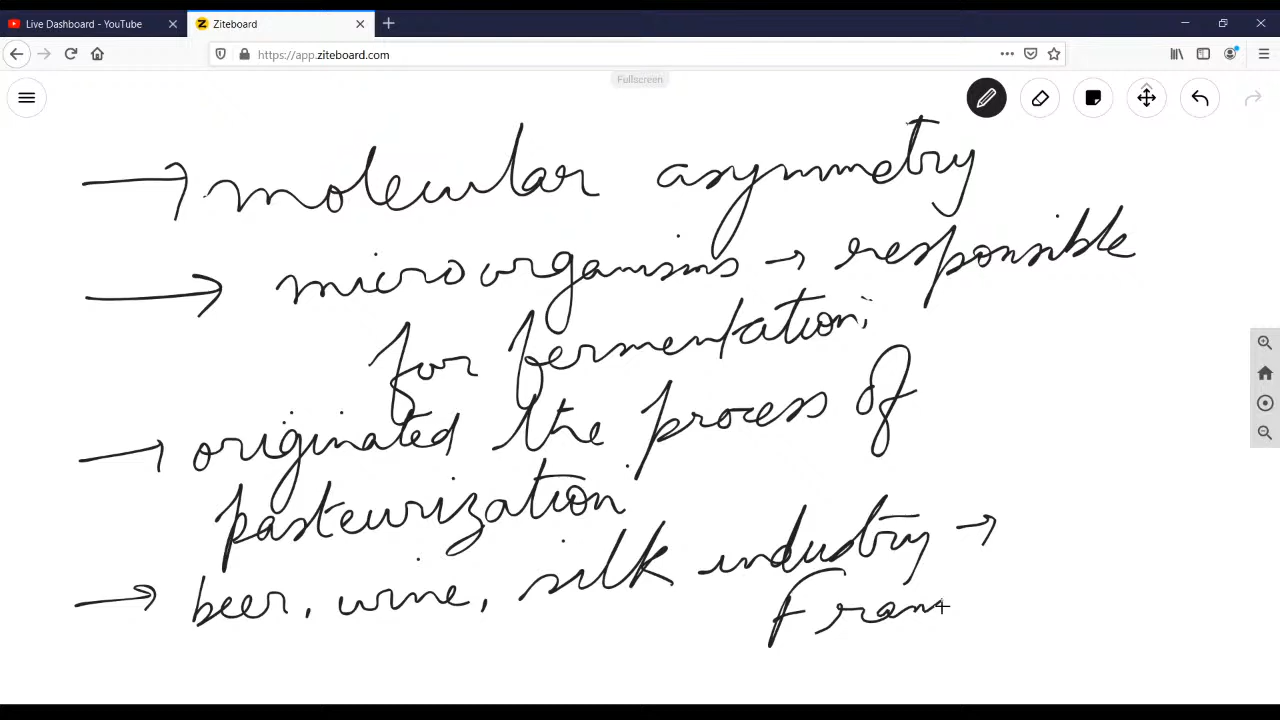 Live Dashboard - YouTube
Ziteboard
https://app.ziteboard.com
Fullscreen
→ molecular asymmetry
→ microorganisms → responsible
for fermentation;
→ originated the process of
pasteurization
→ beer, wine, silk industry →
Fran